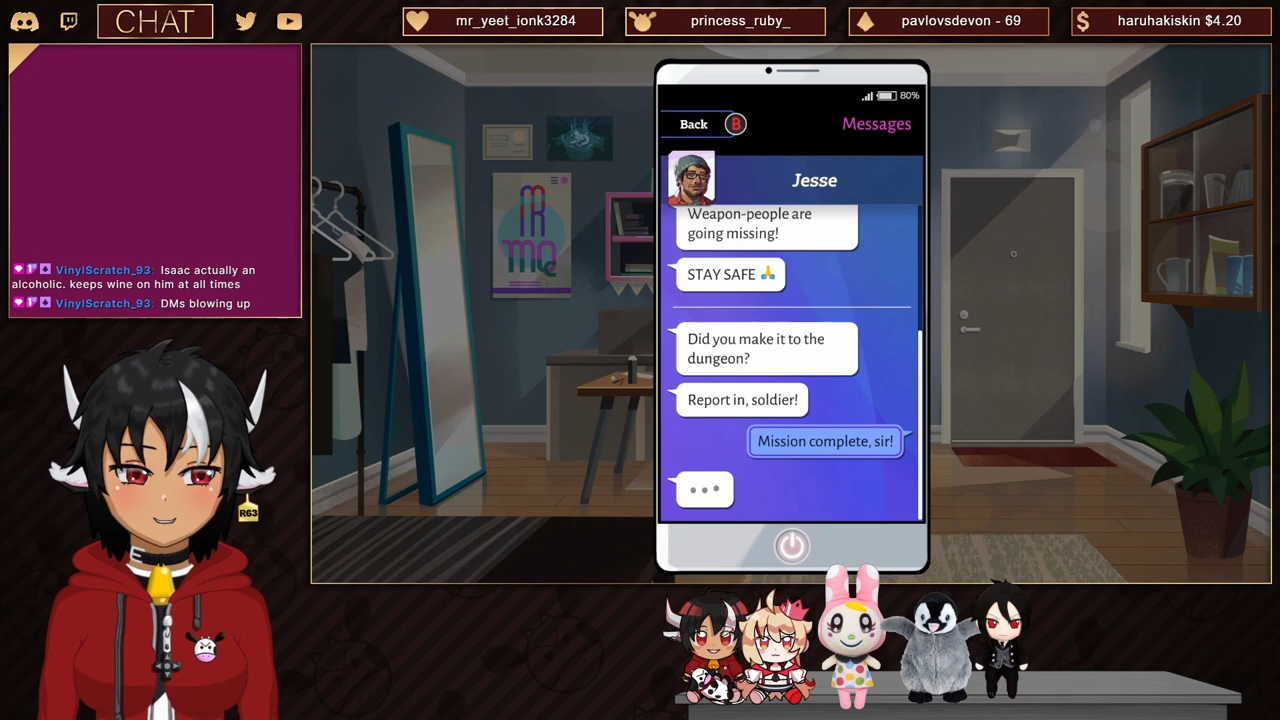 CHAT
mr_yeet_ionk3284
princess_ruby_
pavlovsdevon - 69
haruhakiskin $4.20
VinylScratch_93: Isaac actually an
alcoholic. keeps wine on him at all times
VinylScratch_93: DMs blowing up
80%
Back B
Messages
Jesse
Weapon-people are
going missing!
STAY SAFE 🙏
Did you make it to the
dungeon?
Report in, soldier!
Mission complete, sir!
R63